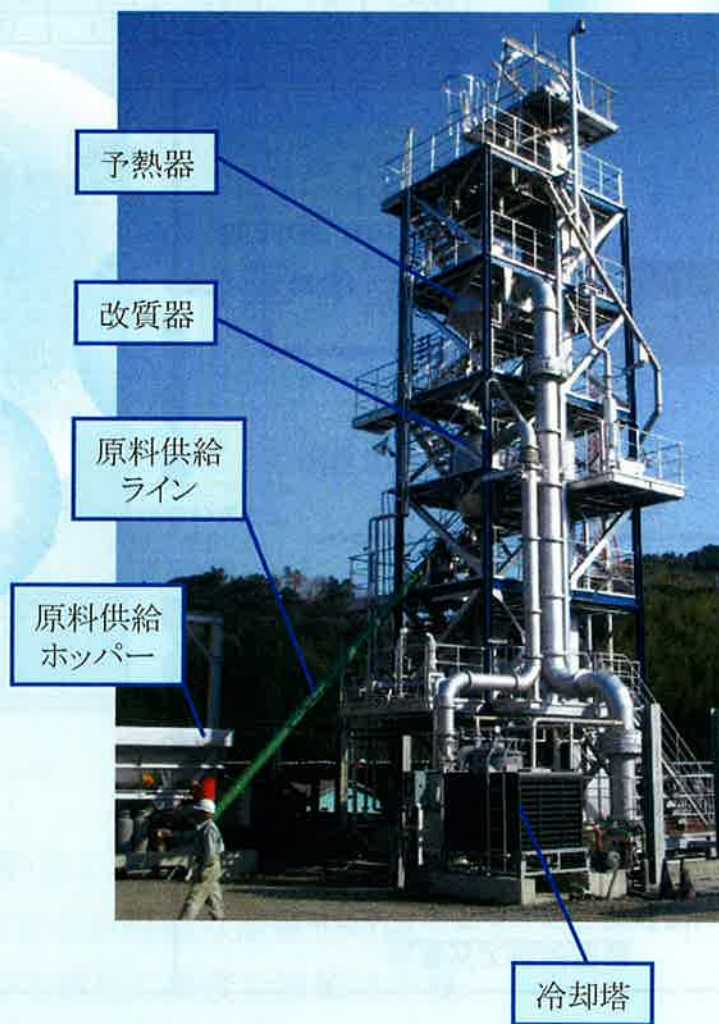 予熱器
改質器
原料供給
ライン
原料供給
ホッパー
冷却塔